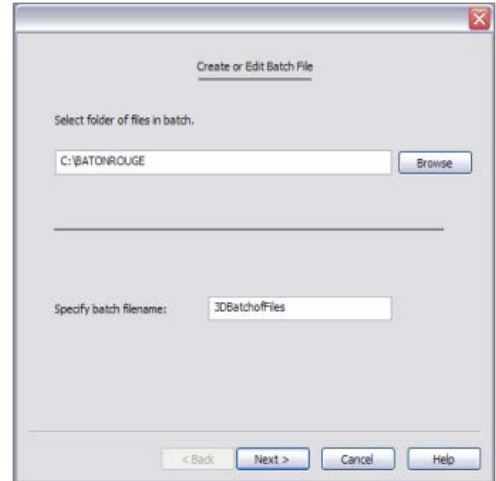 Create or Edit Batch File
Select folder of files in batch.
C:\BATONROUGE
Browse
Specify batch filename:
3DBatchofFiles
< Back
Next >
Cancel
Help